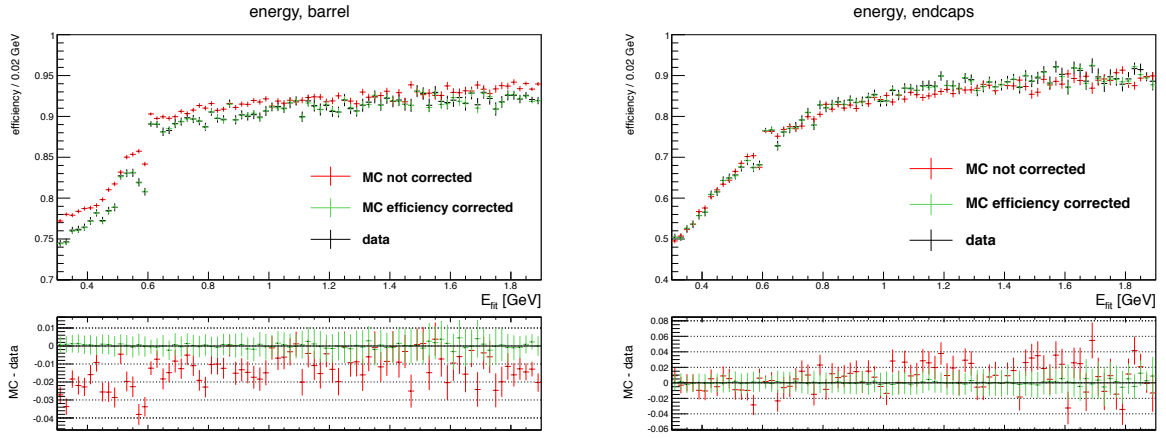 energy, barrel
efficiency / 0.02 GeV
1
0.95
0.9
0.85
0.8
0.75
0.7
MC not corrected
MC efficiency corrected
data
0.4 0.6 0.8 1 1.2 1.4 1.6 1.8
E_fit [GeV]
MC - data
0.01
0
-0.01
-0.02
-0.03
-0.04
energy, endcaps
efficiency / 0.02 GeV
1
0.9
0.8
0.7
0.6
0.5
0.4
MC not corrected
MC efficiency corrected
data
0.4 0.6 0.8 1 1.2 1.4 1.6 1.8
E_fit [GeV]
MC - data
0.08
0.06
0.04
0.02
0
-0.02
-0.04
-0.06